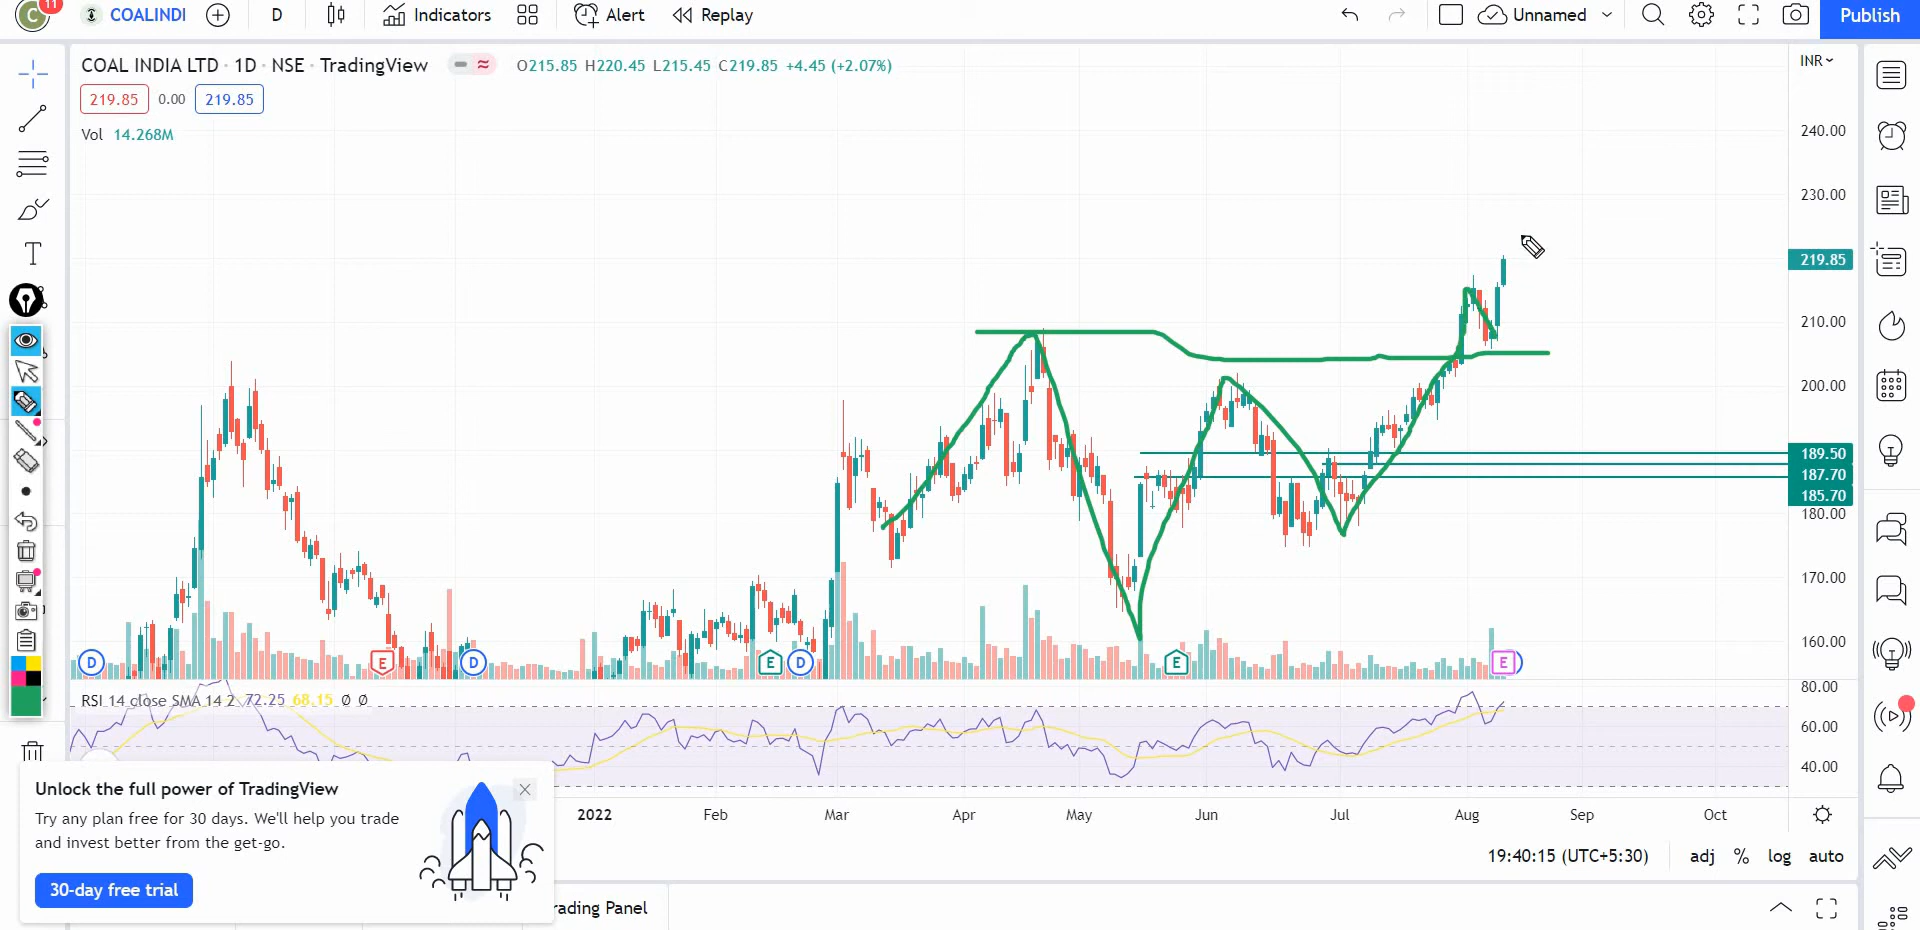 C 11 COALINDI D Indicators Alert Replay Unnamed Publish
COAL INDIA LTD · 1D · NSE · TradingView O215.85 H220.45 L215.45 C219.85 +4.45 (+2.07%)
INR
219.85 0.00 219.85
Vol 14.268M
240.00
230.00
219.85
210.00
200.00
189.50
187.70
185.70
180.00
170.00
160.00
D E D E D E E
RSI 14 close SMA 14 2 72.25 68.15 Ø Ø
80.00
60.00
40.00
2022 Feb Mar Apr May Jun Jul Aug Sep Oct
Unlock the full power of TradingView
Try any plan free for 30 days. We'll help you trade
and invest better from the get-go.
30-day free trial
19:40:15 (UTC+5:30) adj % log auto
rading Panel
T